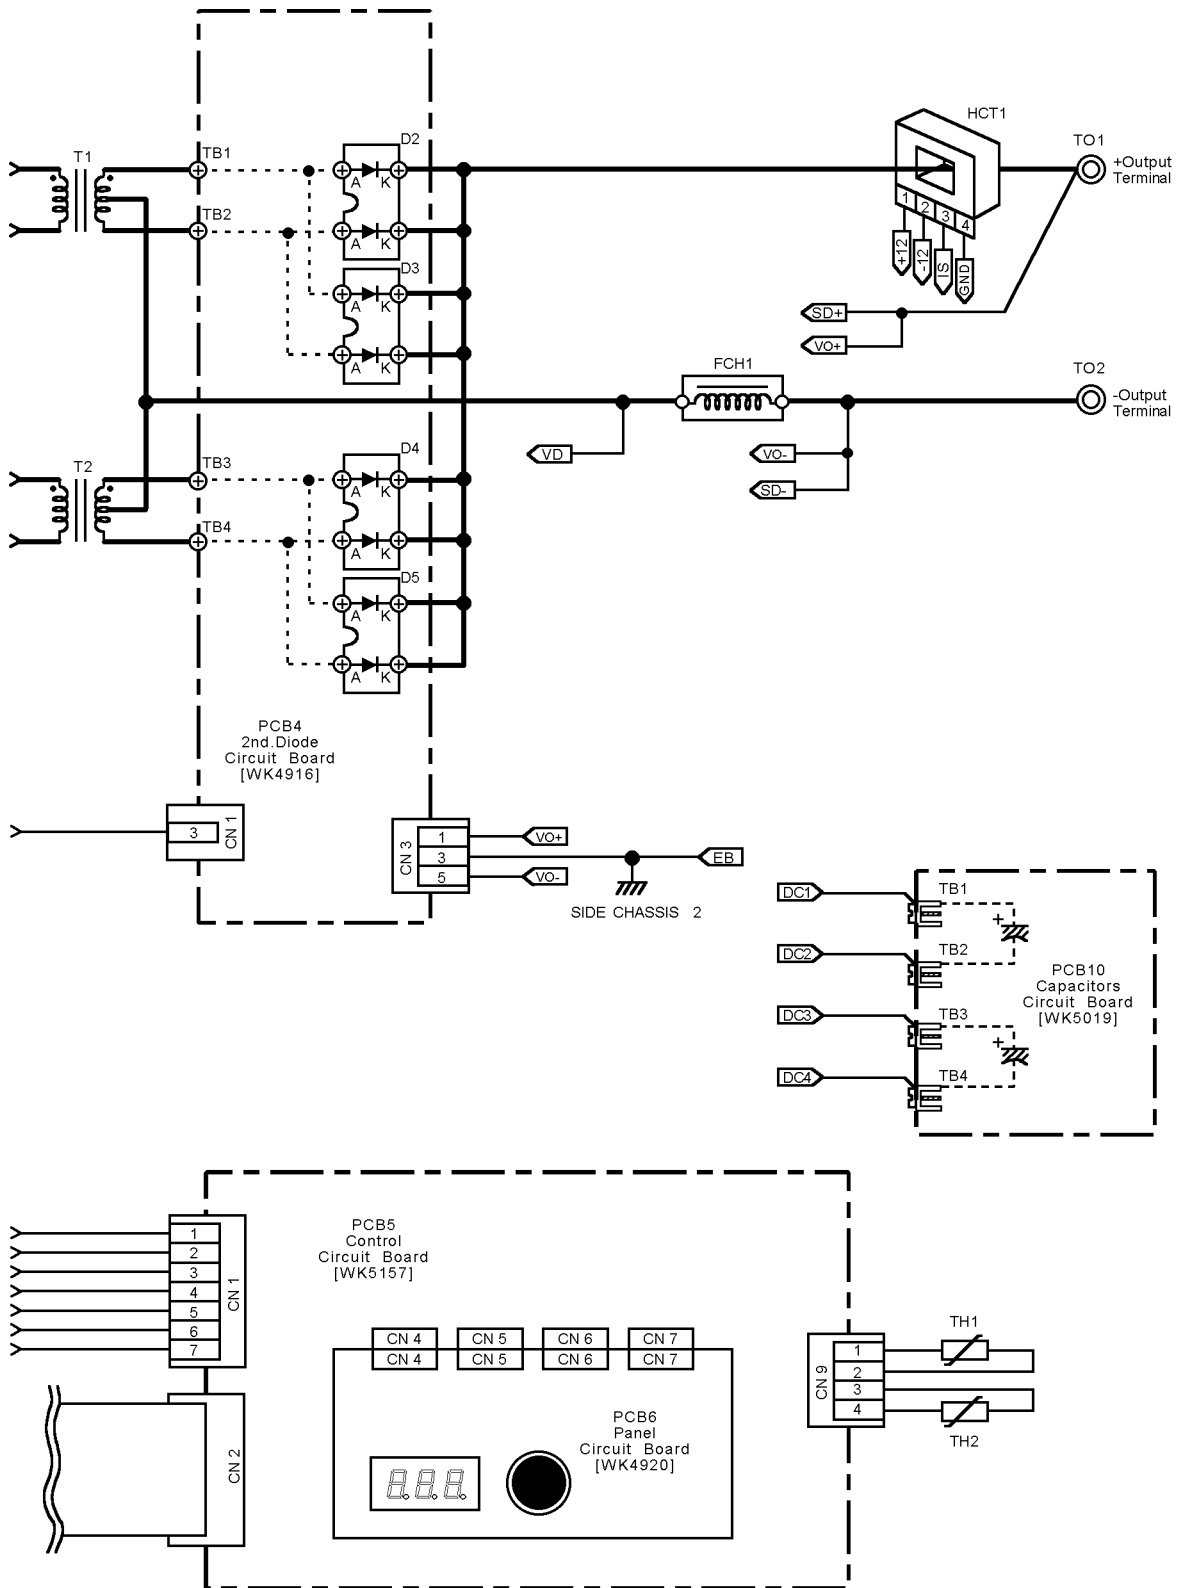 HCT1
D2
TO1
T1
TB1
+Output
Terminal
A
K
1
2
3
4
TB2
A
K
+12
-12
IS
GND
D3
A
K
SD+
VO+
A
K
FCH1
TO2
-Output
Terminal
VD
VO-
SD-
D4
T2
TB3
A
K
TB4
A
K
D5
A
K
A
K
PCB4
2nd.Diode
Circuit Board
[WK4916]
3
CN 1
CN 3
1
3
5
VO+
EB
VO-
SIDE CHASSIS 2
DC1
TB1
+
DC2
TB2
PCB10
Capacitors
Circuit Board
[WK5019]
DC3
TB3
+
DC4
TB4
PCB5
Control
Circuit Board
[WK5157]
1
2
3
4
5
6
7
CN 1
CN 4
CN 5
CN 6
CN 7
CN 4
CN 5
CN 6
CN 7
CN 9
1
2
3
4
TH1
TH2
PCB6
Panel
Circuit Board
[WK4920]
CN 2
8.8.8.